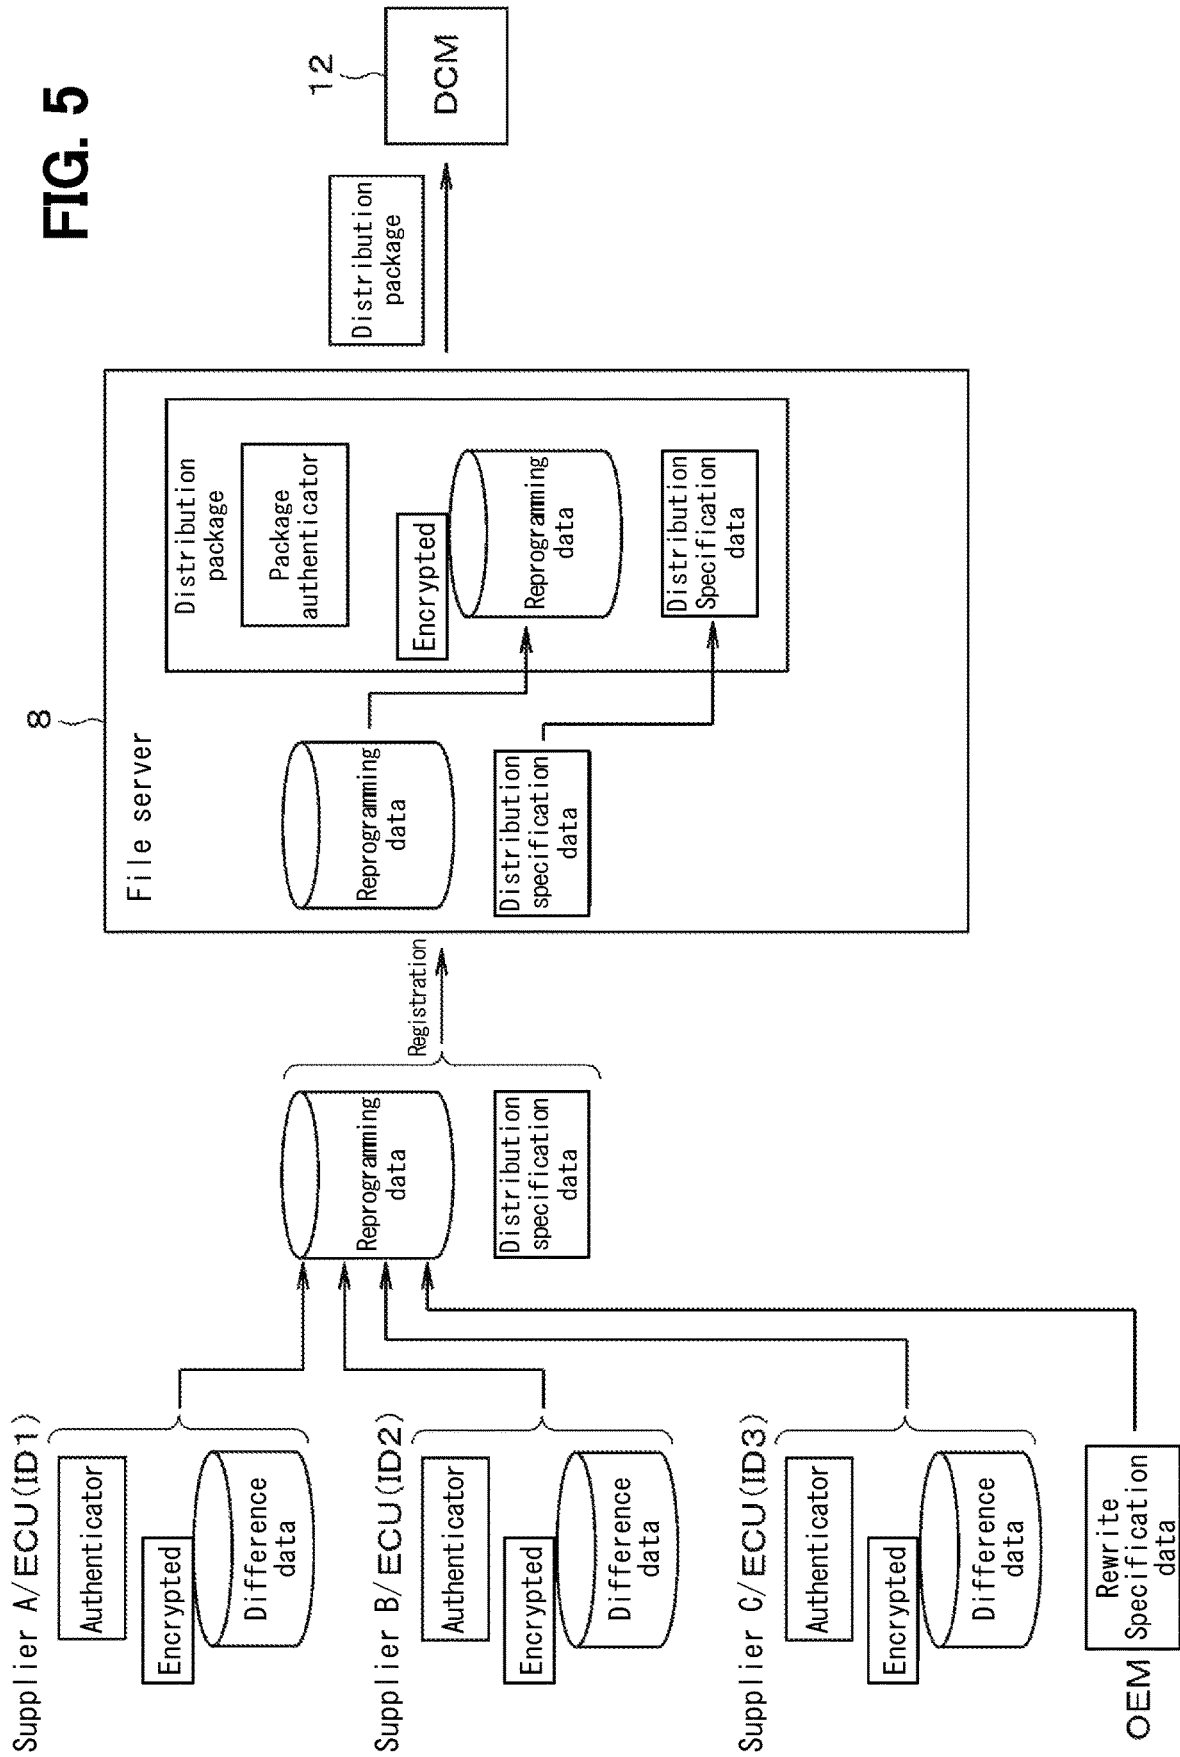 FIG. 5
Supplier A/ECU(ID1)
Authenticator
Encrypted
Difference
data
Supplier B/ECU(ID2)
Authenticator
Encrypted
Difference
data
Supplier C/ECU(ID3)
Authenticator
Encrypted
Difference
data
OEM
Rewrite
Specification
data
Reprogramming
data
Distribution
specification
data
Registration
8
File server
Reprogramming
data
Distribution
specification
data
Distribution
package
Package
authenticator
Encrypted
Reprogramming
data
Distribution
Specification
data
Distribution
package
12
DCM